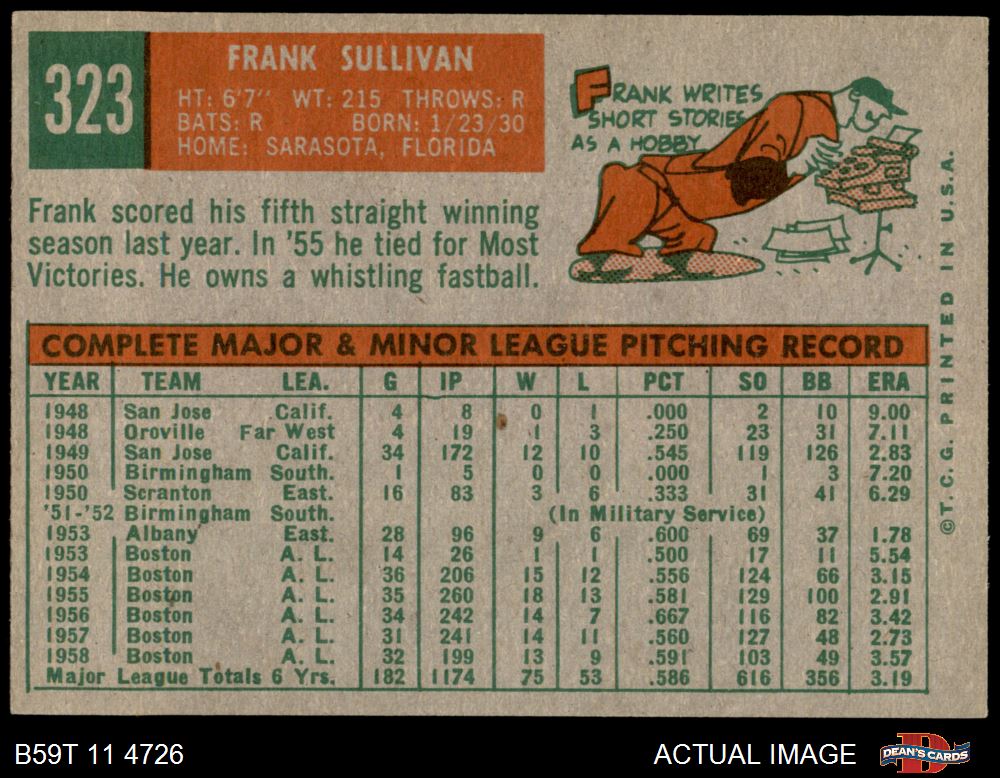 323
FRANK SULLIVAN
HT: 6'7" WT: 215 THROWS: R
BATS: R BORN: 1/23/30
HOME: SARASOTA, FLORIDA
FRANK WRITES
SHORT STORIES
AS A HOBBY
Frank scored his fifth straight winning
season last year. In '55 he tied for Most
Victories. He owns a whistling fastball.
COMPLETE MAJOR & MINOR LEAGUE PITCHING RECORD
YEAR TEAM LEA. G IP W L PCT SO BB ERA
1948 San Jose Calif. 4 8 0 1 .000 2 10 9.00
1948 Oroville Far West 4 19 1 3 .250 23 31 7.11
1949 San Jose Calif. 34 172 12 10 .545 119 126 2.83
1950 Birmingham South. 1 5 0 0 .000 1 3 7.20
1950 Scranton East. 16 83 3 6 .333 31 41 6.29
'51-'52 Birmingham South. (In Military Service)
1953 Albany East. 28 96 9 6 .600 69 37 1.78
1953 Boston A. L. 14 26 1 1 .500 17 11 5.54
1954 Boston A. L. 36 206 15 12 .556 124 66 3.15
1955 Boston A. L. 35 260 18 13 .581 129 100 2.91
1956 Boston A. L. 34 242 14 7 .667 116 82 3.42
1957 Boston A. L. 31 241 14 11 .560 127 48 2.73
1958 Boston A. L. 32 199 13 9 .591 103 49 3.57
Major League Totals 6 Yrs. 182 1174 75 53 .586 616 356 3.19
©T.C.G. PRINTED IN U.S.A.
B59T 11 4726
ACTUAL IMAGE
DEAN'S CARDS